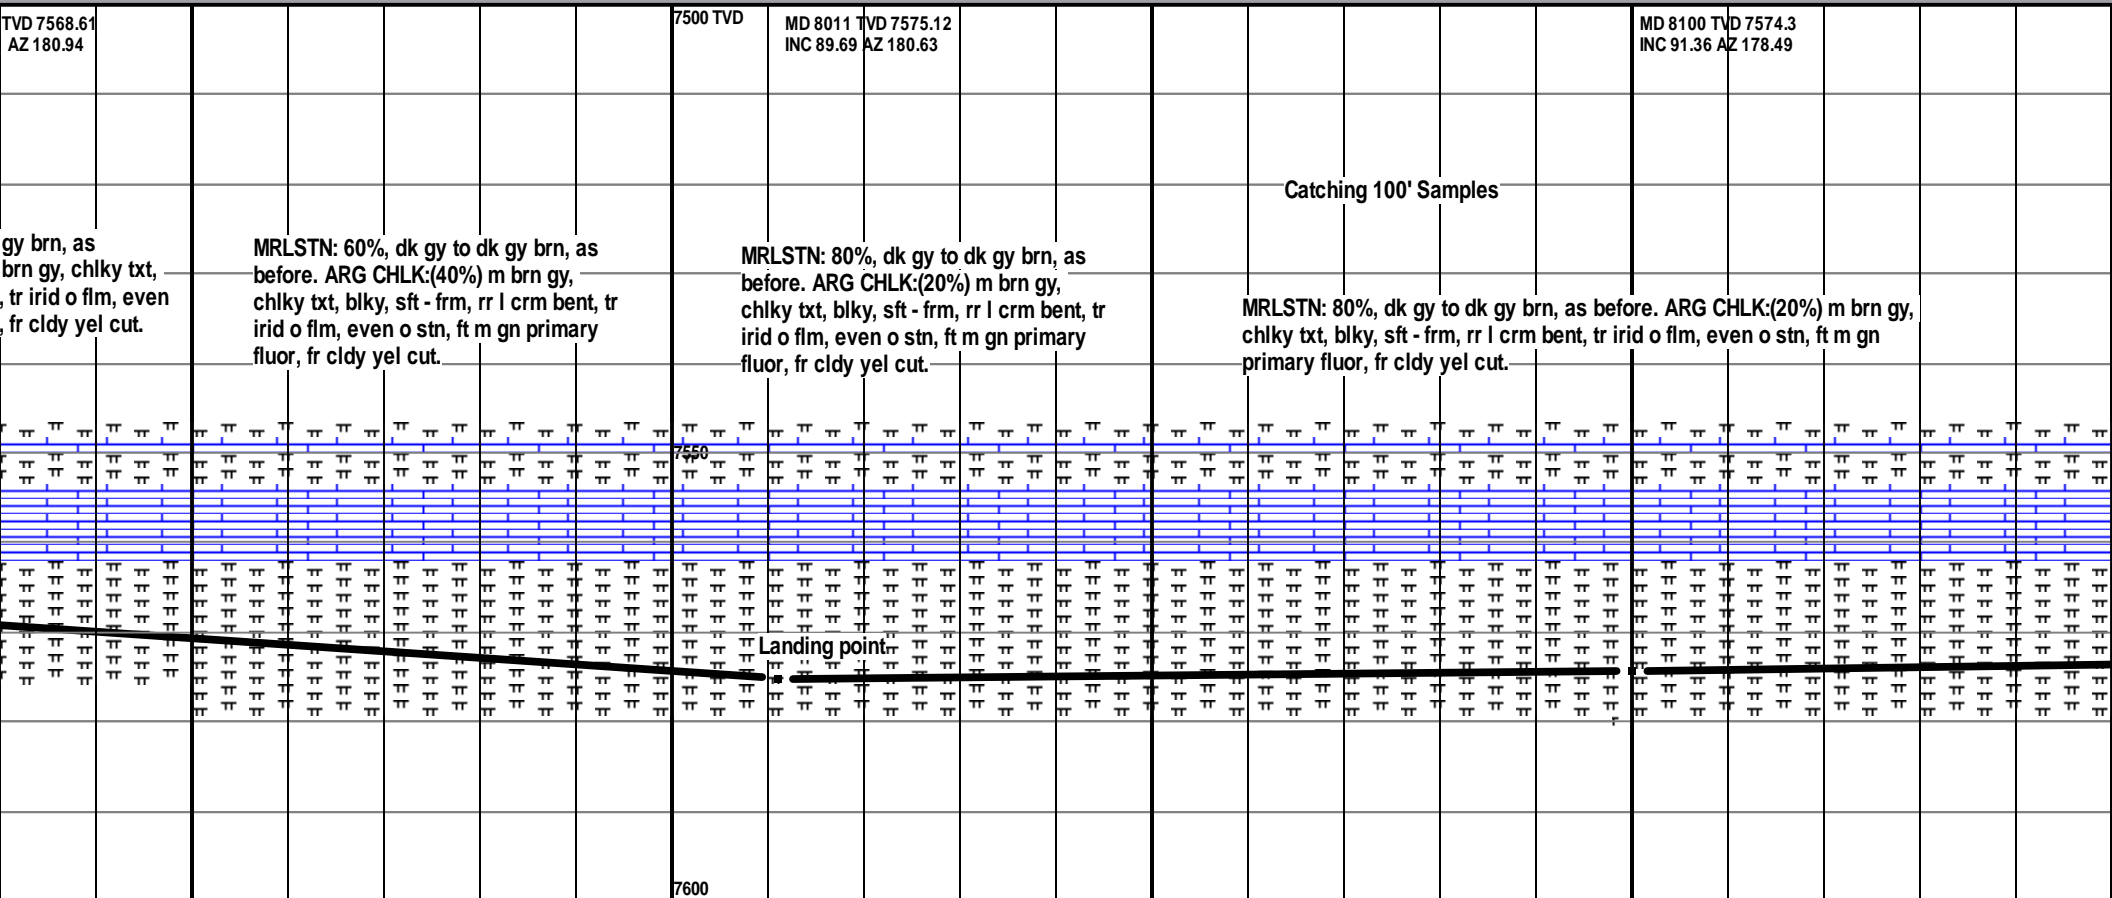 TVD 7568.61
AZ 180.94
7500 TVD
MD 8011 TVD 7575.12
INC 89.69 AZ 180.63
MD 8100 TVD 7574.3
INC 91.36 AZ 178.49
Catching 100' Samples
gy brn, as
brn gy, chlky txt,
, tr irid o flm, even
, fr cldy yel cut.
MRLSTN: 60%, dk gy to dk gy brn, as
before. ARG CHLK:(40%) m brn gy,
chlky txt, blky, sft - frm, rr l crm bent, tr
irid o flm, even o stn, ft m gn primary
fluor, fr cldy yel cut.
MRLSTN: 80%, dk gy to dk gy brn, as
before. ARG CHLK:(20%) m brn gy,
chlky txt, blky, sft - frm, rr l crm bent, tr
irid o flm, even o stn, ft m gn primary
fluor, fr cldy yel cut.
MRLSTN: 80%, dk gy to dk gy brn, as before. ARG CHLK:(20%) m brn gy,
chlky txt, blky, sft - frm, rr l crm bent, tr irid o flm, even o stn, ft m gn
primary fluor, fr cldy yel cut.
7550
Landing point
7600